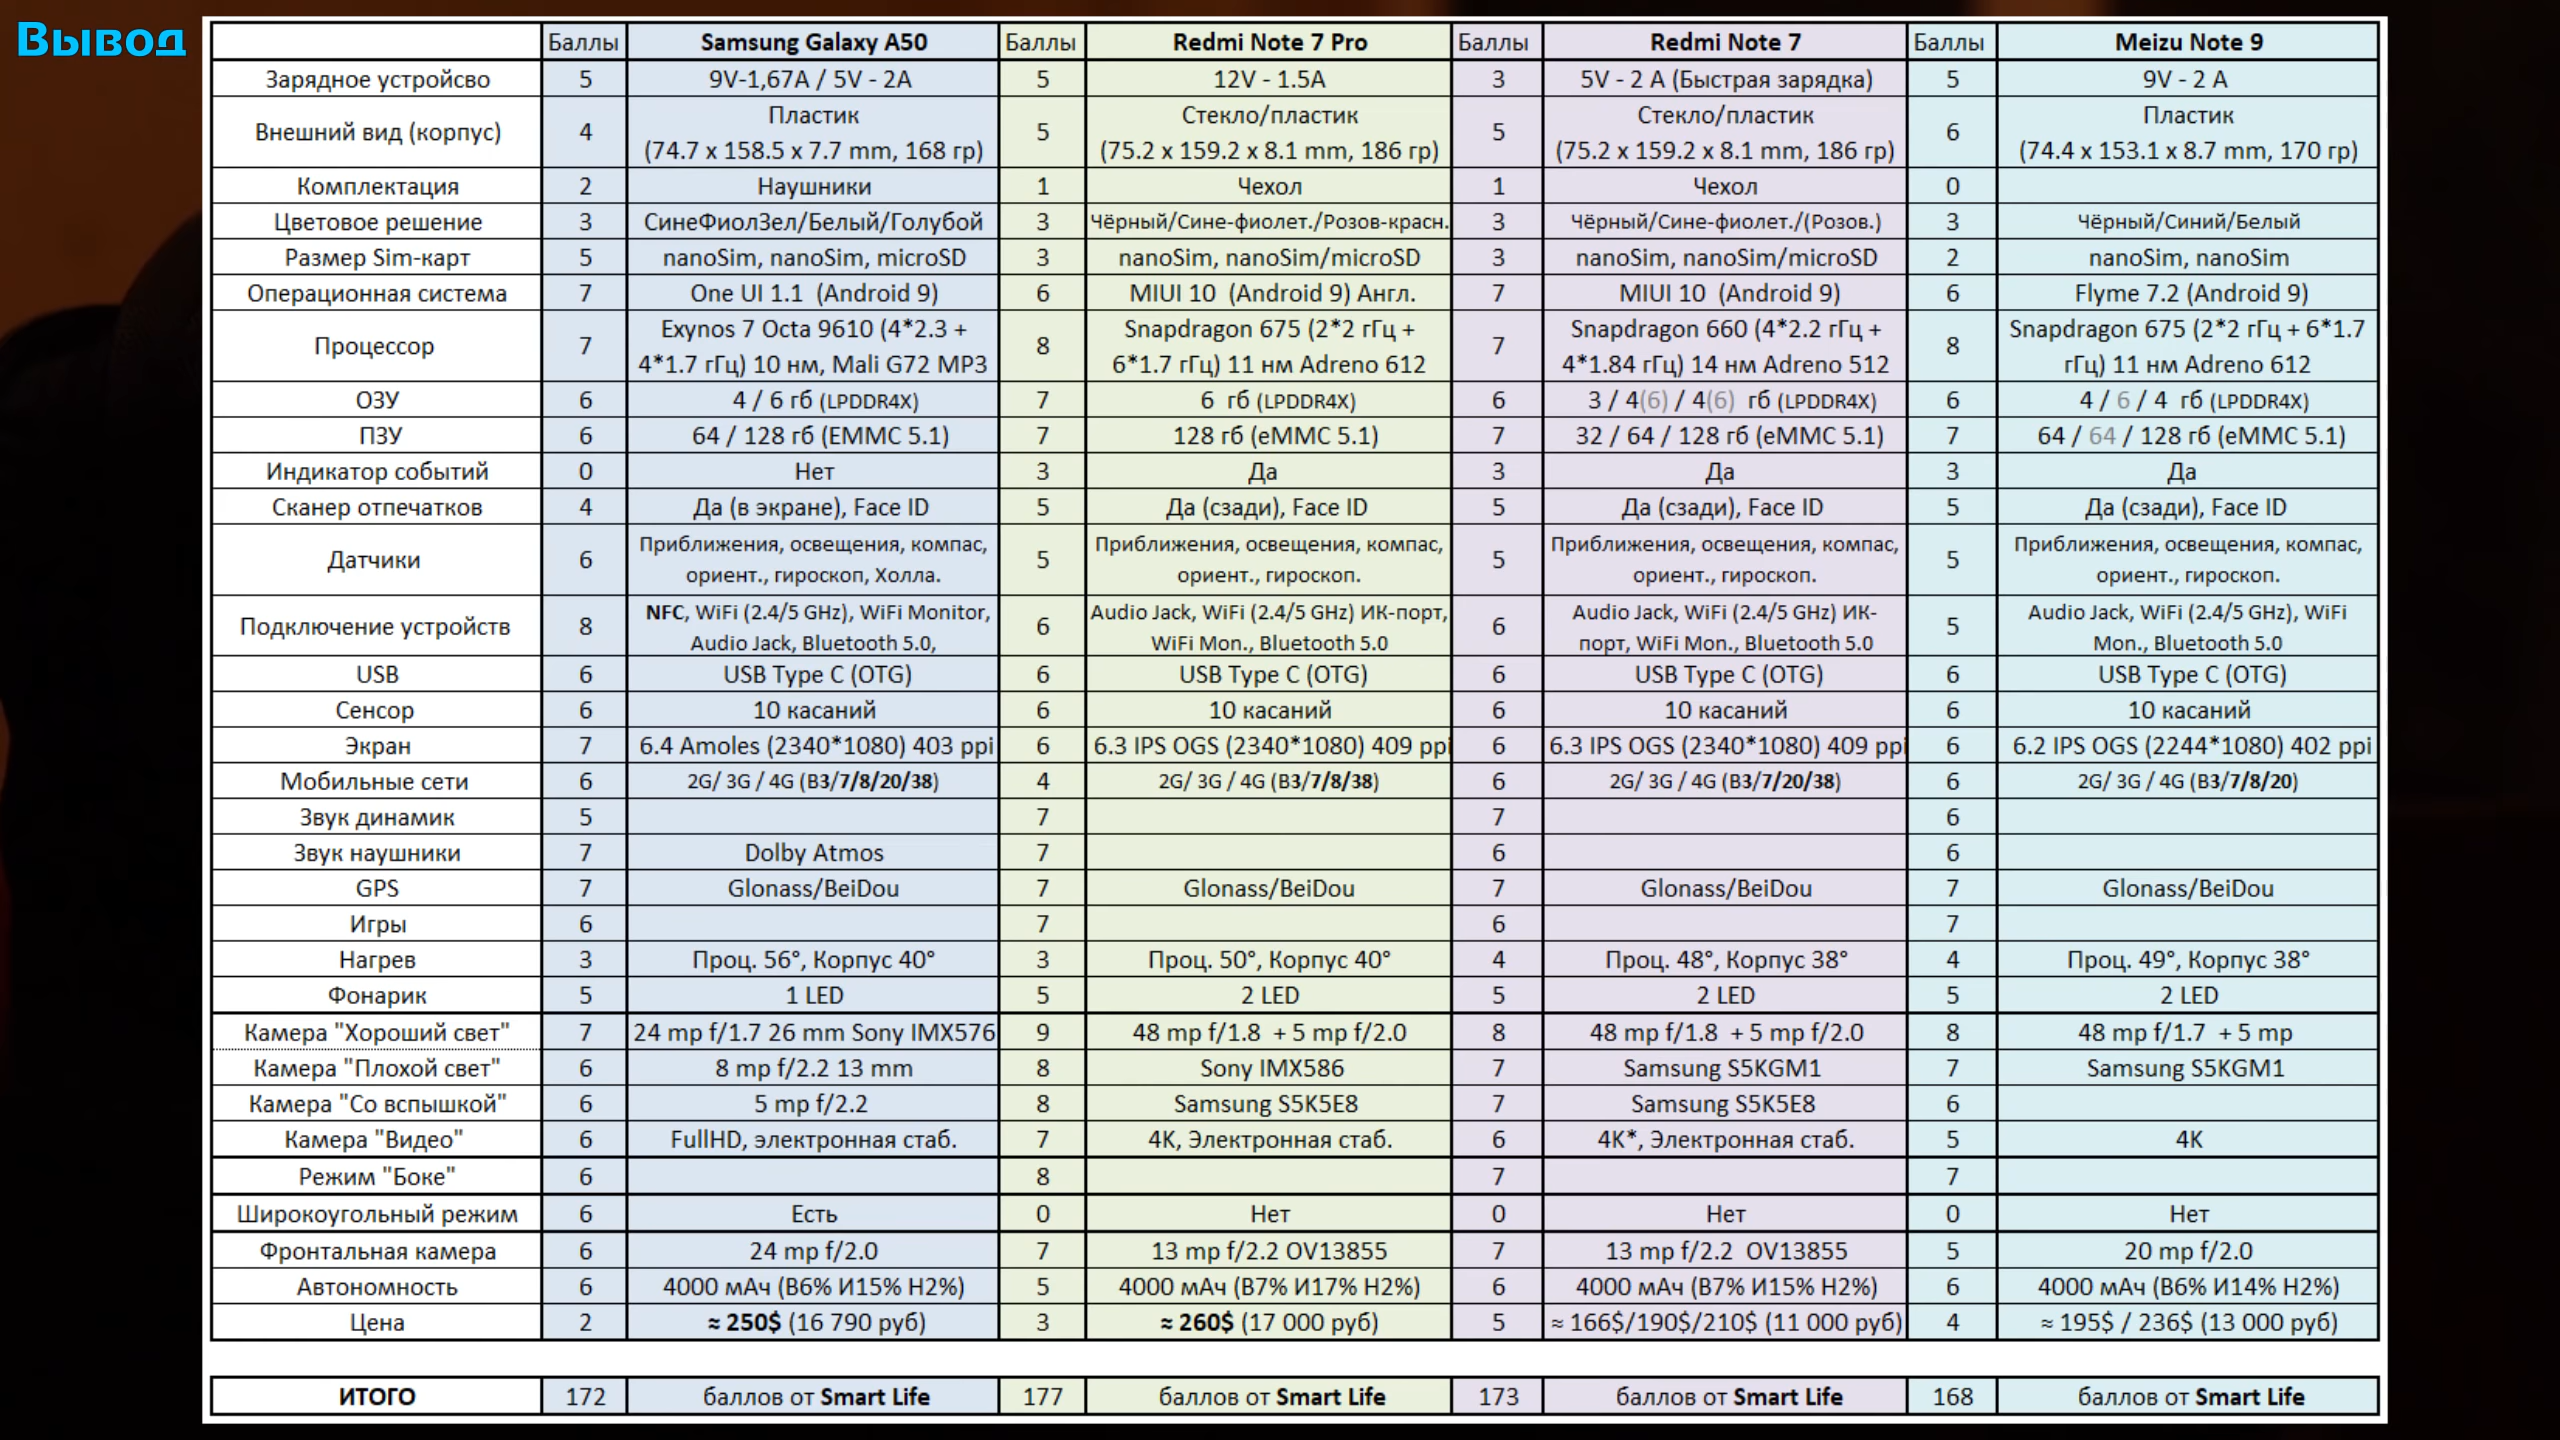 Вывод
Баллы Samsung Galaxy A50 Баллы Redmi Note 7 Pro Баллы Redmi Note 7 Баллы Meizu Note 9
Зарядное устройсво 5 9V-1,67A / 5V - 2A 5 12V - 1.5A 3 5V - 2 A (Быстрая зарядка) 5 9V - 2 A
Внешний вид (корпус) 4 Пластик 5 Стекло/пластик 5 Стекло/пластик 6 Пластик
(74.7 x 158.5 x 7.7 mm, 168 гр) (75.2 x 159.2 x 8.1 mm, 186 гр) (75.2 x 159.2 x 8.1 mm, 186 гр) (74.4 x 153.1 x 8.7 mm, 170 гр)
Комплектация 2 Наушники 1 Чехол 1 Чехол 0
Цветовое решение 3 СинеФиолЗел/Белый/Голубой 3 Чёрный/Сине-фиолет./Розов-красн. 3 Чёрный/Сине-фиолет./(Розов.) 3 Чёрный/Синий/Белый
Размер Sim-карт 5 nanoSim, nanoSim, microSD 3 nanoSim, nanoSim/microSD 3 nanoSim, nanoSim/microSD 2 nanoSim, nanoSim
Операционная система 7 One UI 1.1 (Android 9) 6 MIUI 10 (Android 9) Англ. 7 MIUI 10 (Android 9) 6 Flyme 7.2 (Android 9)
Процессор 7 Exynos 7 Octa 9610 (4*2.3 + 8 Snapdragon 675 (2*2 гГц + 7 Snapdragon 660 (4*2.2 гГц + 8 Snapdragon 675 (2*2 гГц + 6*1.7
4*1.7 гГц) 10 нм, Mali G72 MP3 6*1.7 гГц) 11 нм Adreno 612 4*1.84 гГц) 14 нм Adreno 512 гГц) 11 нм Adreno 612
ОЗУ 6 4 / 6 гб (LPDDR4X) 7 6 гб (LPDDR4X) 6 3 / 4(6) / 4(6) гб (LPDDR4X) 6 4 / 6 / 4 гб (LPDDR4X)
ПЗУ 6 64 / 128 гб (EMMC 5.1) 7 128 гб (eMMC 5.1) 7 32 / 64 / 128 гб (eMMC 5.1) 7 64 / 64 / 128 гб (eMMC 5.1)
Индикатор событий 0 Нет 3 Да 3 Да 3 Да
Сканер отпечатков 4 Да (в экране), Face ID 5 Да (сзади), Face ID 5 Да (сзади), Face ID 5 Да (сзади), Face ID
Датчики 6 Приближения, освещения, компас, 5 Приближения, освещения, компас, 5 Приближения, освещения, компас, 5 Приближения, освещения, компас,
ориент., гироскоп, Холла. ориент., гироскоп. ориент., гироскоп. ориент., гироскоп.
Подключение устройств 8 NFC, WiFi (2.4/5 GHz), WiFi Monitor, 6 Audio Jack, WiFi (2.4/5 GHz) ИК-порт, 6 Audio Jack, WiFi (2.4/5 GHz) ИК- 5 Audio Jack, WiFi (2.4/5 GHz), WiFi
Audio Jack, Bluetooth 5.0, WiFi Mon., Bluetooth 5.0 порт, WiFi Mon., Bluetooth 5.0 Mon., Bluetooth 5.0
USB 6 USB Type C (OTG) 6 USB Type C (OTG) 6 USB Type C (OTG) 6 USB Type C (OTG)
Сенсор 6 10 касаний 6 10 касаний 6 10 касаний 6 10 касаний
Экран 7 6.4 Amoles (2340*1080) 403 ppi 6 6.3 IPS OGS (2340*1080) 409 ppi 6 6.3 IPS OGS (2340*1080) 409 ppi 6 6.2 IPS OGS (2244*1080) 402 ppi
Мобильные сети 6 2G/ 3G / 4G (B3/7/8/20/38) 4 2G/ 3G / 4G (B3/7/8/38) 6 2G/ 3G / 4G (B3/7/20/38) 6 2G/ 3G / 4G (B3/7/8/20)
Звук динамик 5 7 7 6
Звук наушники 7 Dolby Atmos 7 6 6
GPS 7 Glonass/BeiDou 7 Glonass/BeiDou 7 Glonass/BeiDou 7 Glonass/BeiDou
Игры 6 7 6 7
Нагрев 3 Проц. 56°, Корпус 40° 3 Проц. 50°, Корпус 40° 4 Проц. 48°, Корпус 38° 4 Проц. 49°, Корпус 38°
Фонарик 5 1 LED 5 2 LED 5 2 LED 5 2 LED
Камера "Хороший свет" 7 24 mp f/1.7 26 mm Sony IMX576 9 48 mp f/1.8 + 5 mp f/2.0 8 48 mp f/1.8 + 5 mp f/2.0 8 48 mp f/1.7 + 5 mp
Камера "Плохой свет" 6 8 mp f/2.2 13 mm 8 Sony IMX586 7 Samsung S5KGM1 7 Samsung S5KGM1
Камера "Со вспышкой" 6 5 mp f/2.2 8 Samsung S5K5E8 7 Samsung S5K5E8 6
Камера "Видео" 6 FullHD, электронная стаб. 7 4K, Электронная стаб. 6 4K*, Электронная стаб. 5 4K
Режим "Боке" 6 8 7 7
Широкоугольный режим 6 Есть 0 Нет 0 Нет 0 Нет
Фронтальная камера 6 24 mp f/2.0 7 13 mp f/2.2 OV13855 7 13 mp f/2.2 OV13855 5 20 mp f/2.0
Автономность 6 4000 мАч (В6% И15% Н2%) 5 4000 мАч (В7% И17% Н2%) 6 4000 мАч (В7% И15% Н2%) 6 4000 мАч (В6% И14% Н2%)
Цена 2 ≈ 250$ (16 790 руб) 3 ≈ 260$ (17 000 руб) 5 ≈ 166$/190$/210$ (11 000 руб) 4 ≈ 195$ / 236$ (13 000 руб)
ИТОГО 172 баллов от Smart Life 177 баллов от Smart Life 173 баллов от Smart Life 168 баллов от Smart Life